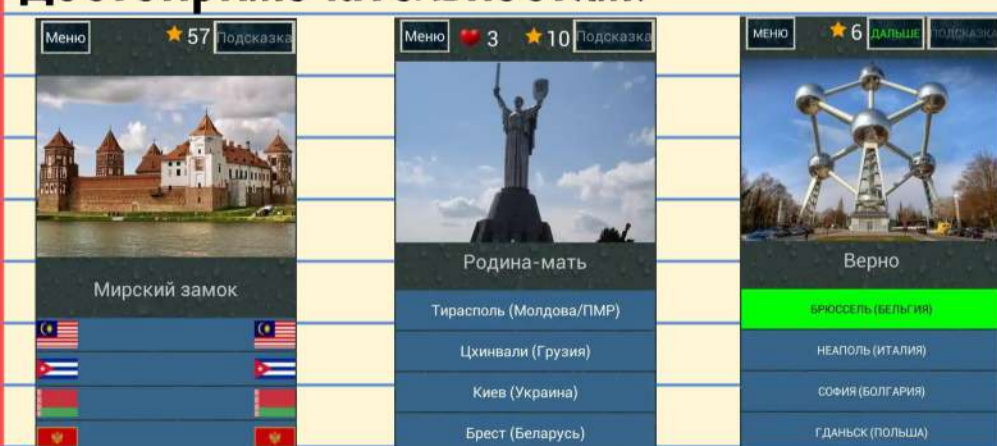 Достопримечательностям:
Меню 57 Подсказка
Мирский замок
Меню 3 10 Подсказка
Родина-мать
Тирасполь (Молдова/ПМР)
Цхинвали (Грузия)
Киев (Украина)
Брест (Беларусь)
МЕНЮ 6 ДАЛЬШЕ ПОДСКАЗКА
Верно
БРЮССЕЛЬ (БЕЛЬГИЯ)
НЕАПОЛЬ (ИТАЛИЯ)
СОФИЯ (БОЛГАРИЯ)
ГДАНЬСК (ПОЛЬША)